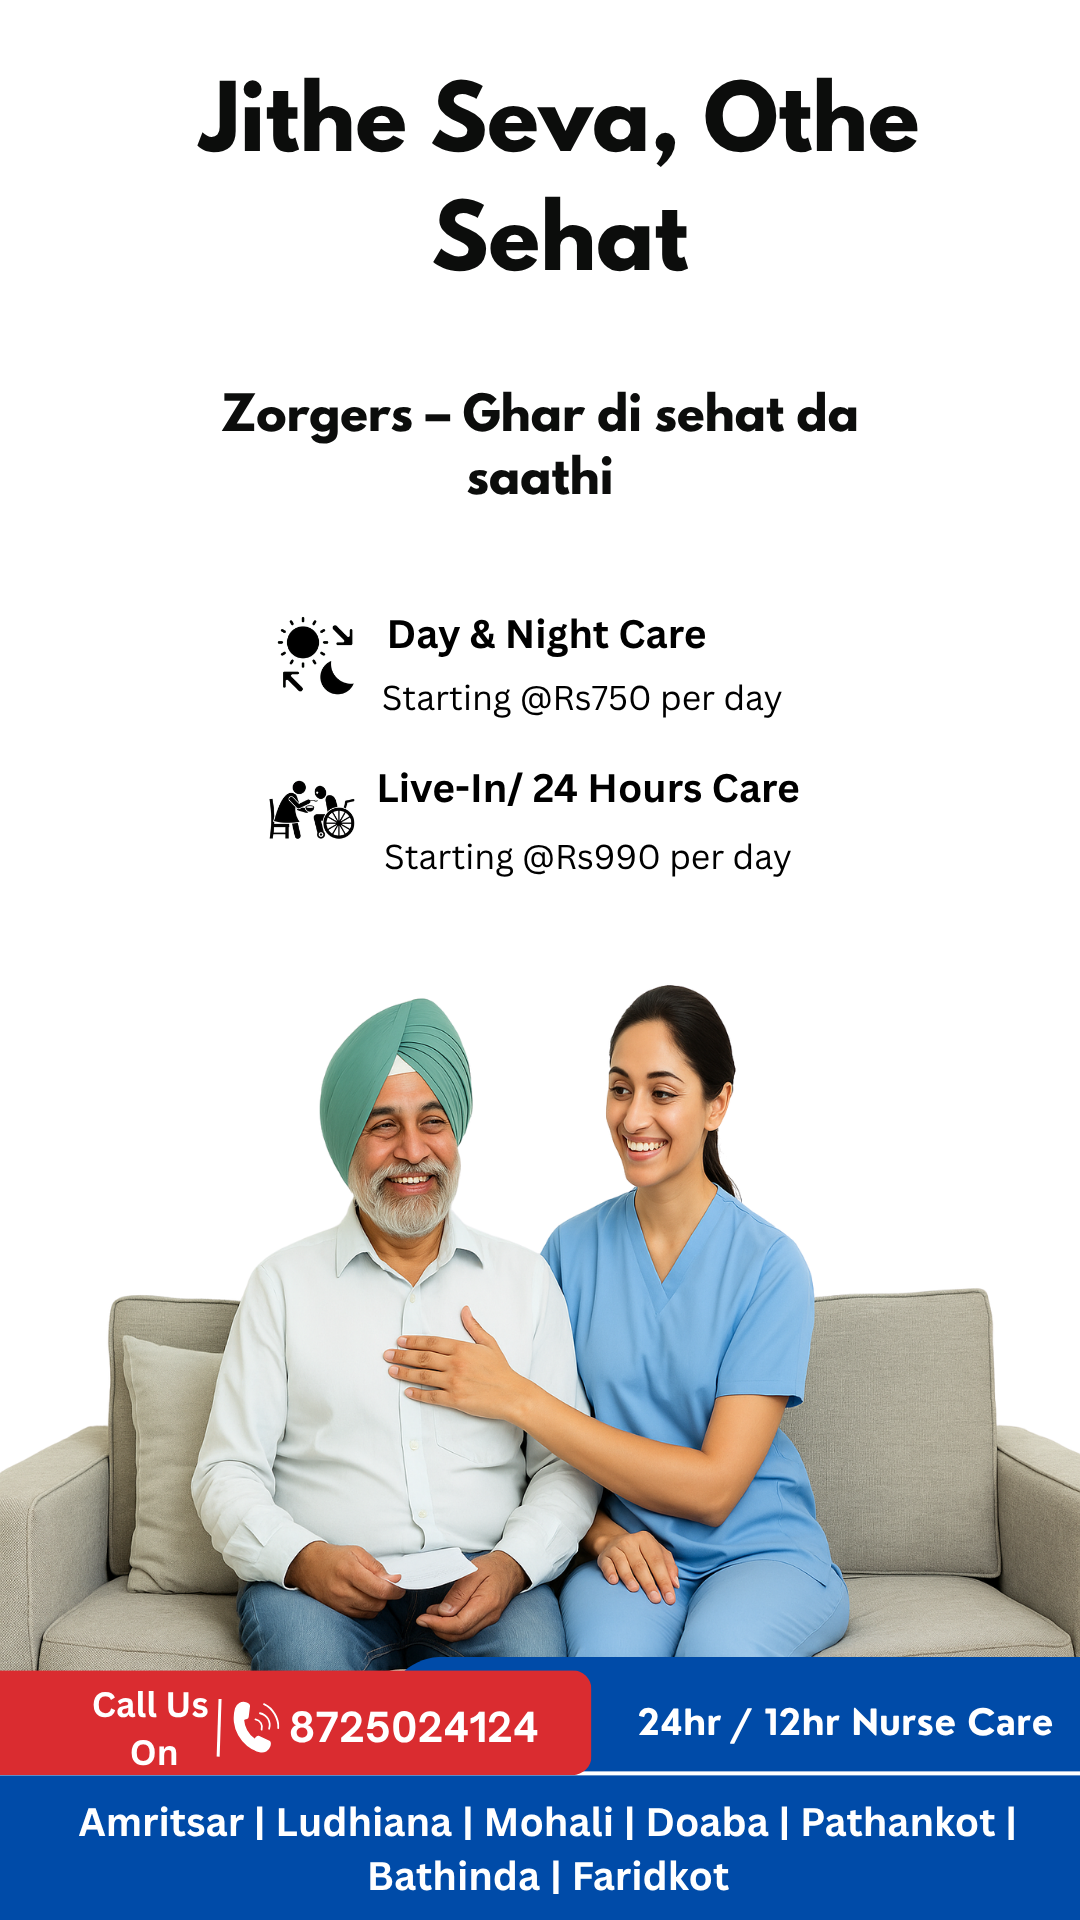 Jithe Seva, Othe
Sehat
Zorgers – Ghar di sehat da
saathi
Day & Night Care
Starting @Rs750 per day
Live-In/ 24 Hours Care
Starting @Rs990 per day
Call Us
On
8725024124
24hr / 12hr Nurse Care
Amritsar | Ludhiana | Mohali | Doaba | Pathankot |
Bathinda | Faridkot